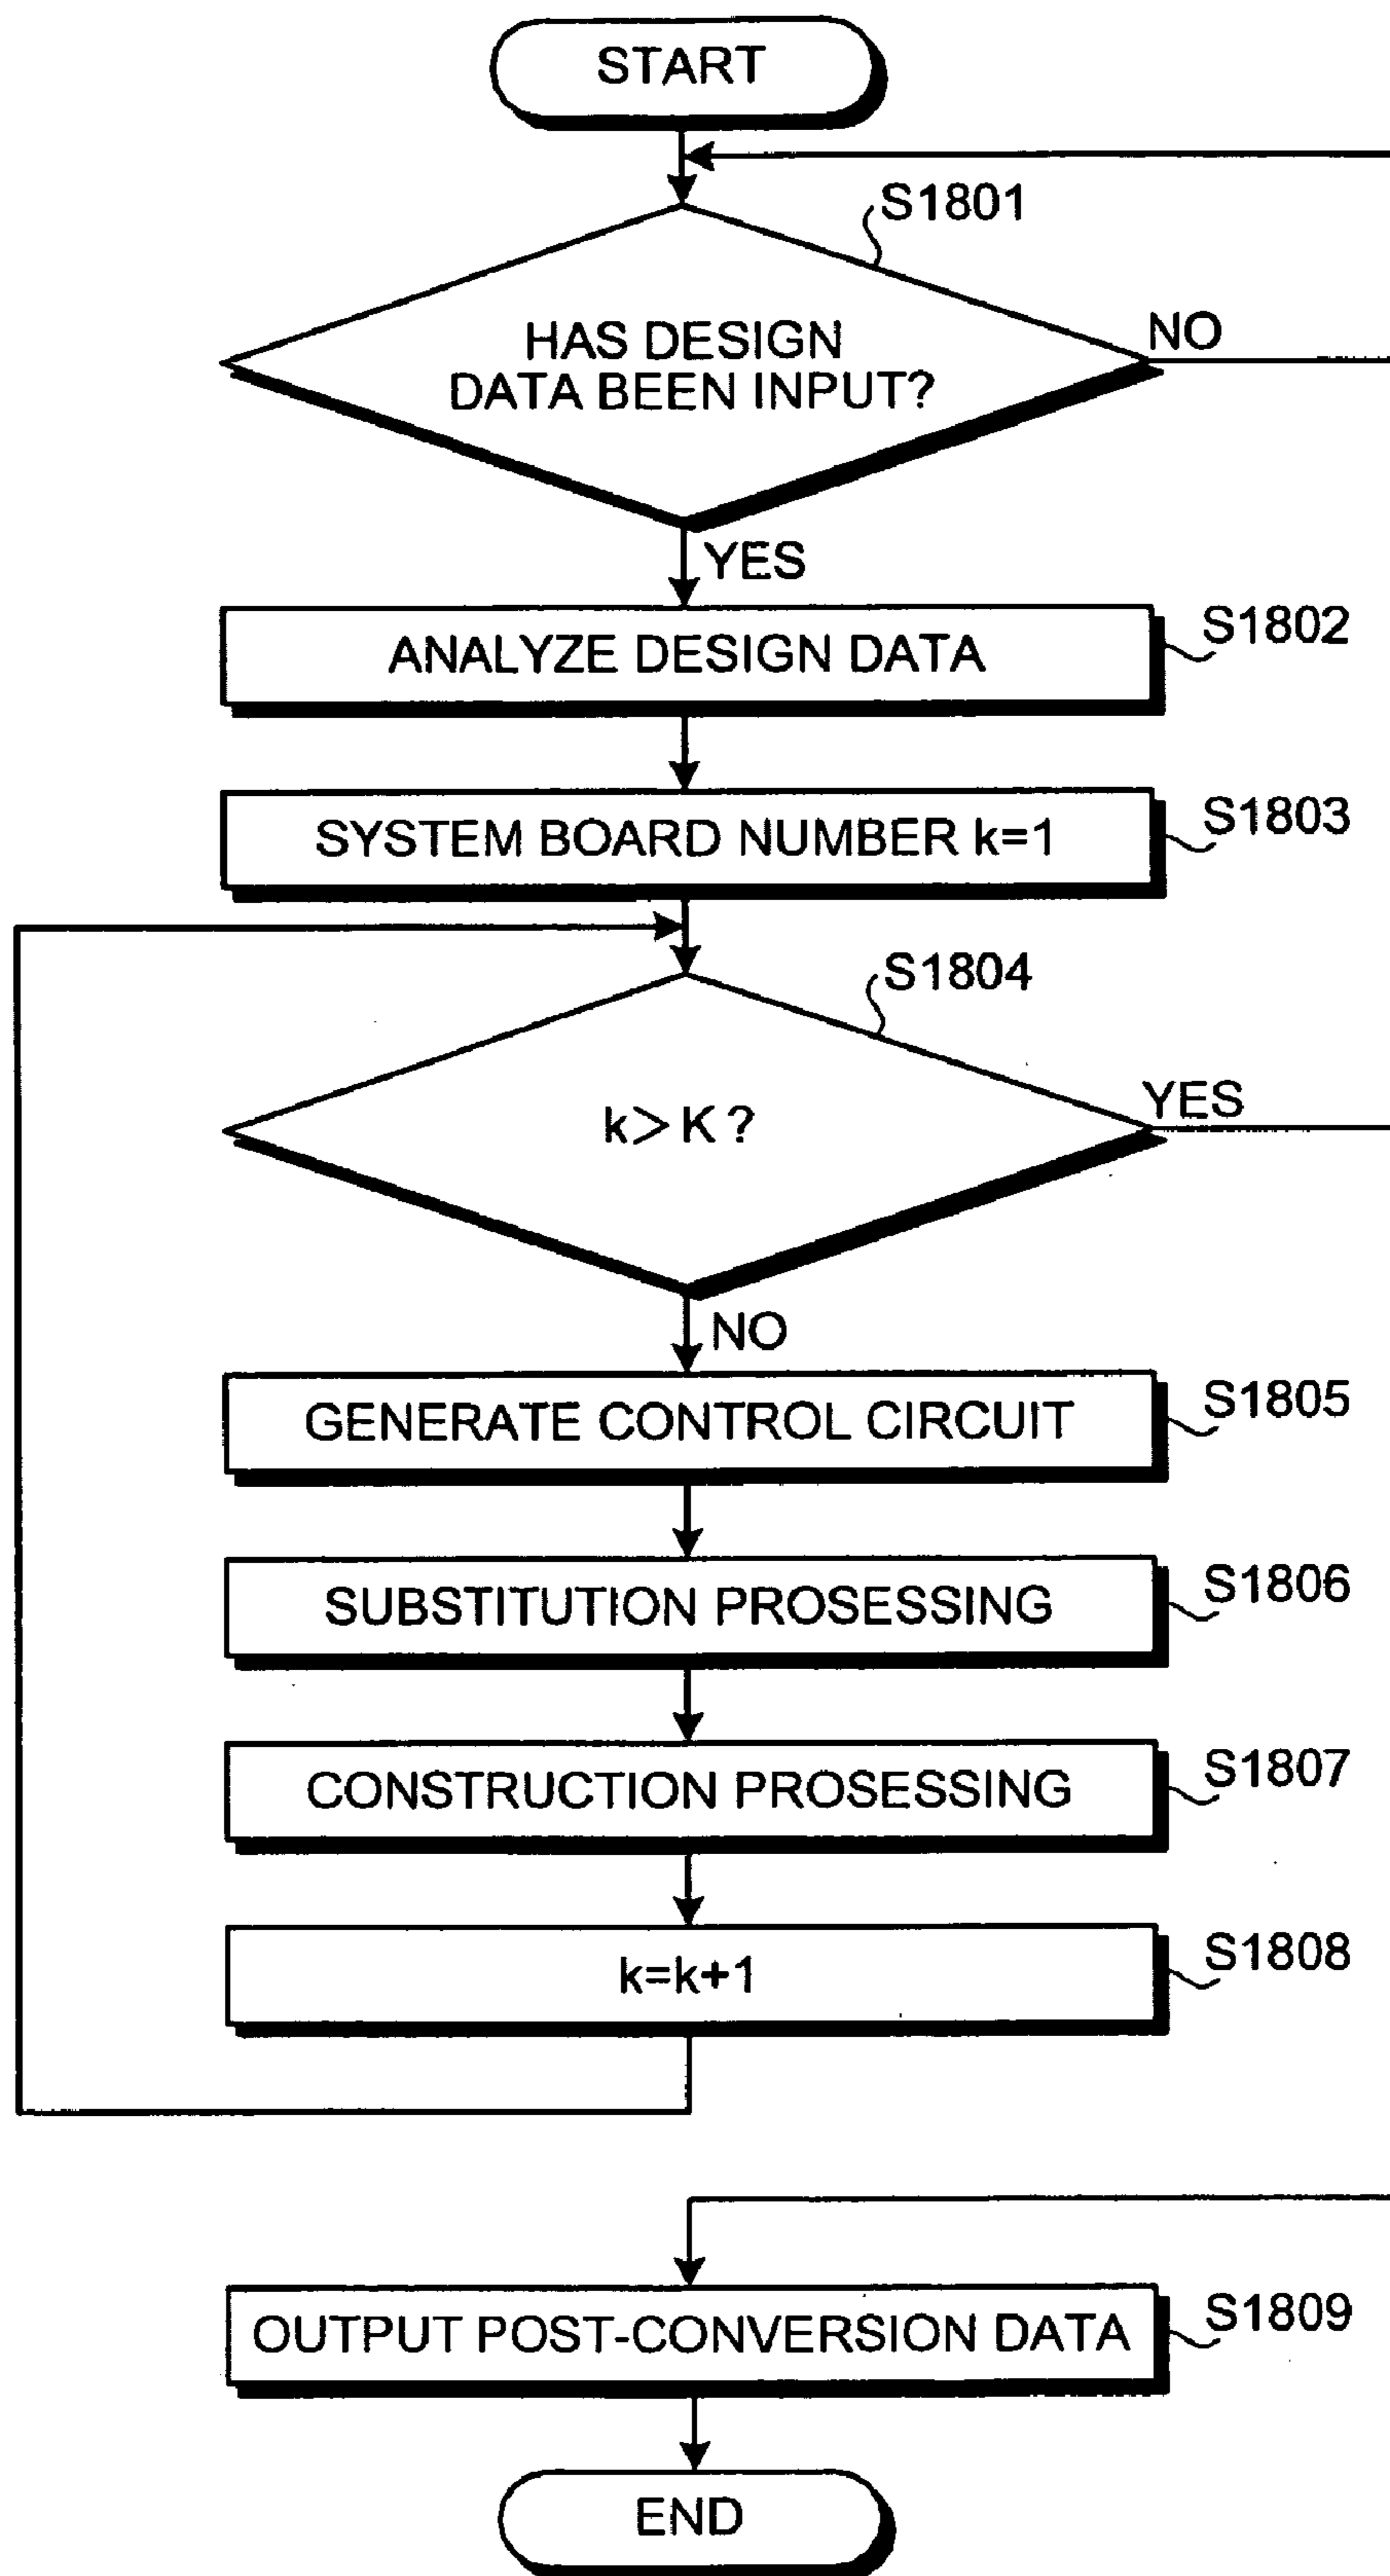 START
S1801
HAS DESIGN
DATA BEEN INPUT?
NO
YES
ANALYZE DESIGN DATA
S1802
SYSTEM BOARD NUMBER k=1
S1803
S1804
k>K?
YES
NO
GENERATE CONTROL CIRCUIT
S1805
SUBSTITUTION PROSESSING
S1806
CONSTRUCTION PROSESSING
S1807
k=k+1
S1808
OUTPUT POST-CONVERSION DATA
S1809
END